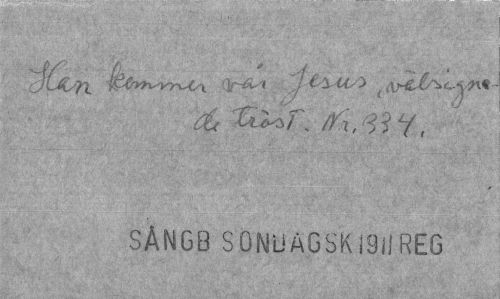 Han kommer vår Jesus, välsigna-
de tröst. Nr. 334.
SÅNGB SÖNDAGSK 1911 REG